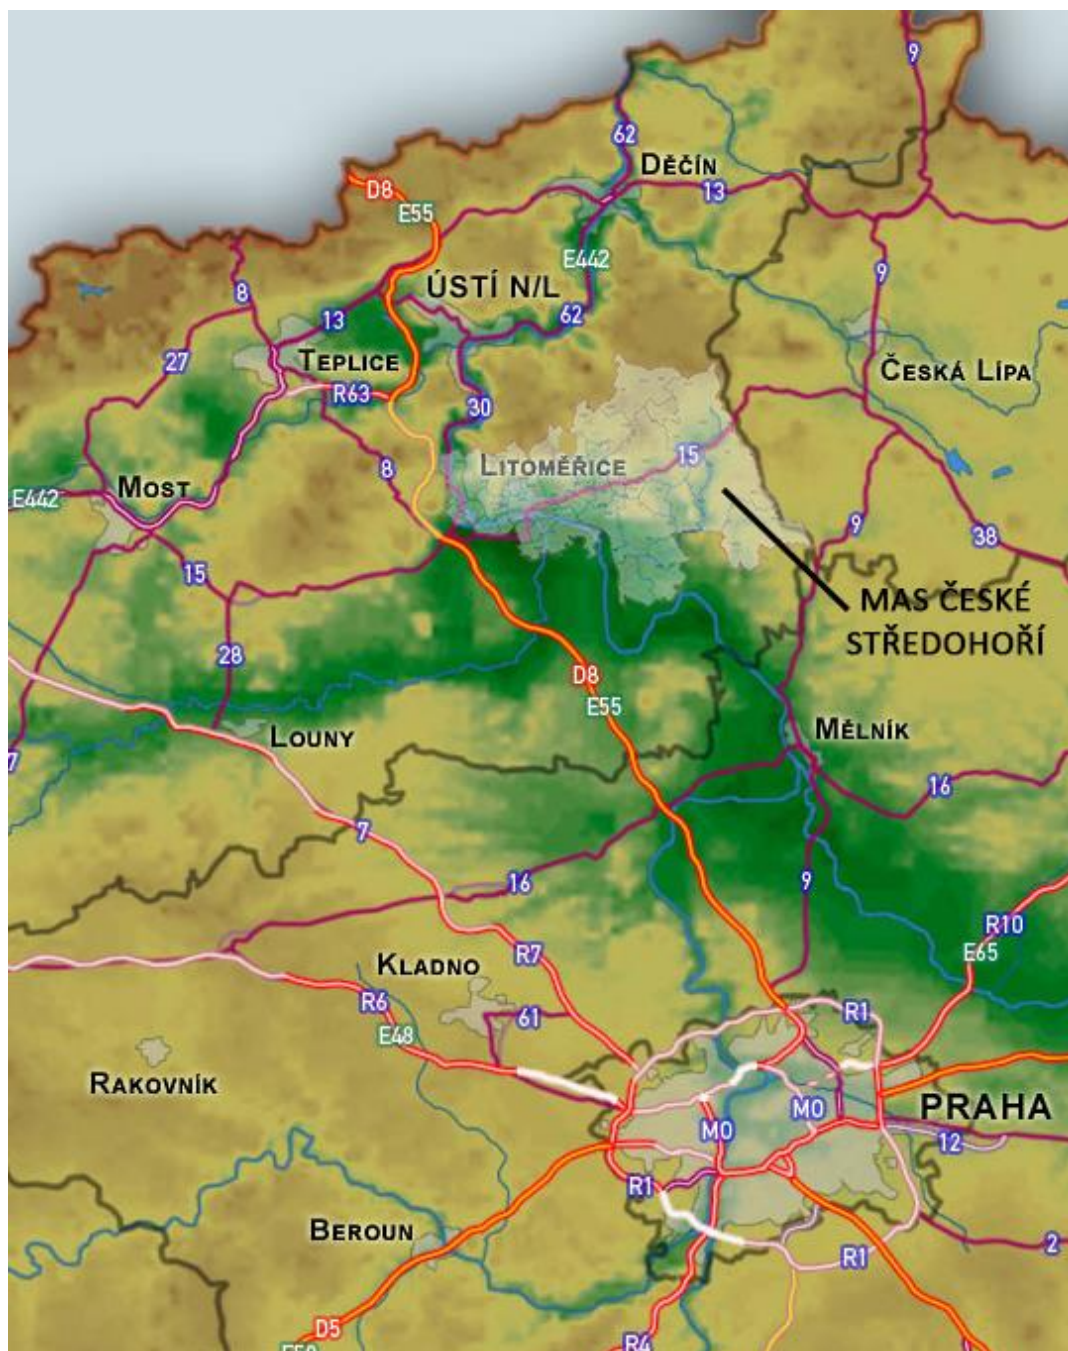 9
62
DĚČÍN
13
D8
E55
E442
9
ÚSTÍ N/L
8
13
62
27
TEPLICE
ČESKÁ LÍPA
R63
30
LITOMĚŘICE
15
8
MOST
E442
9
38
15
MAS ČESKÉ
STŘEDOHOŘÍ
28
D8
E55
LOUNY
MĚLNÍK
7
16
7
16
9
R10
E65
KLADNO
R7
R6
61
R1
E48
RAKOVNÍK
PRAHA
M0
M0
12
R1
BEROUN
2
R1
D5
R4
E50